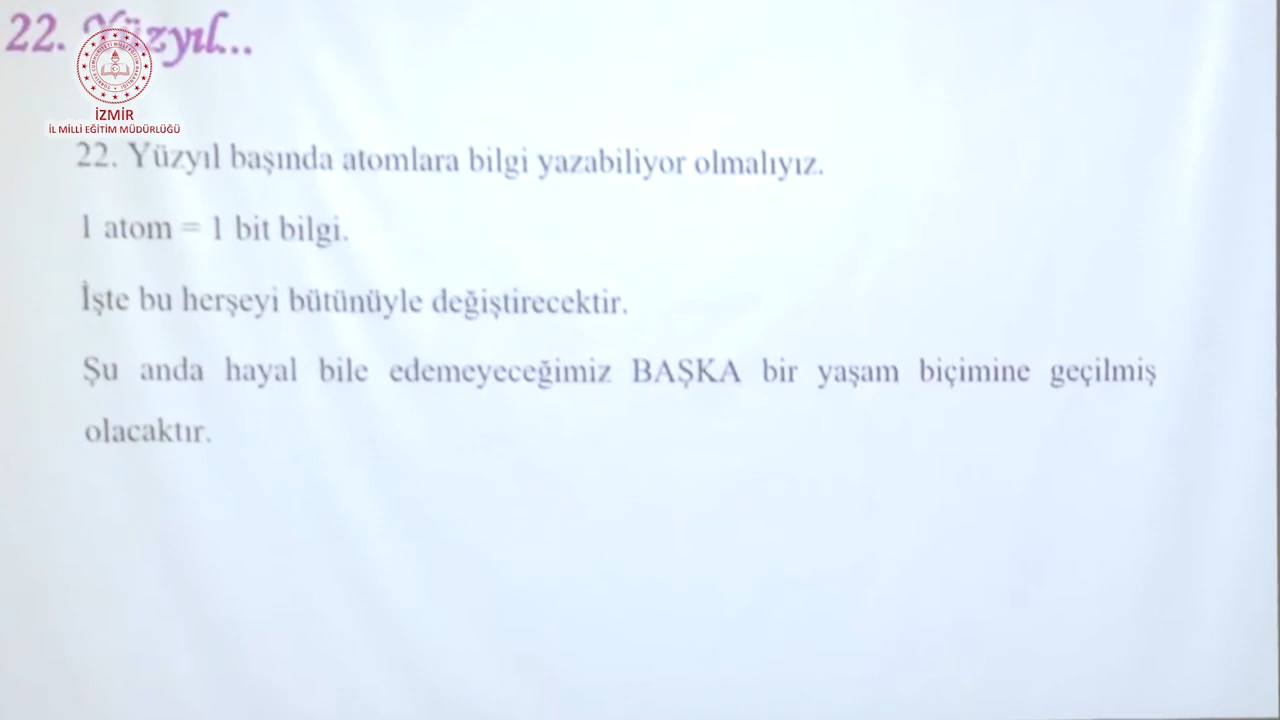 22. Yüzyıl...
İZMİR
İL MİLLİ EĞİTİM MÜDÜRLÜĞÜ
22. Yüzyıl başında atomlara bilgi yazabiliyor olmalıyız.
1 atom = 1 bit bilgi.
İşte bu herşeyi bütünüyle değiştirecektir.
Şu anda hayal bile edemeyeceğimiz BAŞKA bir yaşam biçimine geçilmiş
olacaktır.